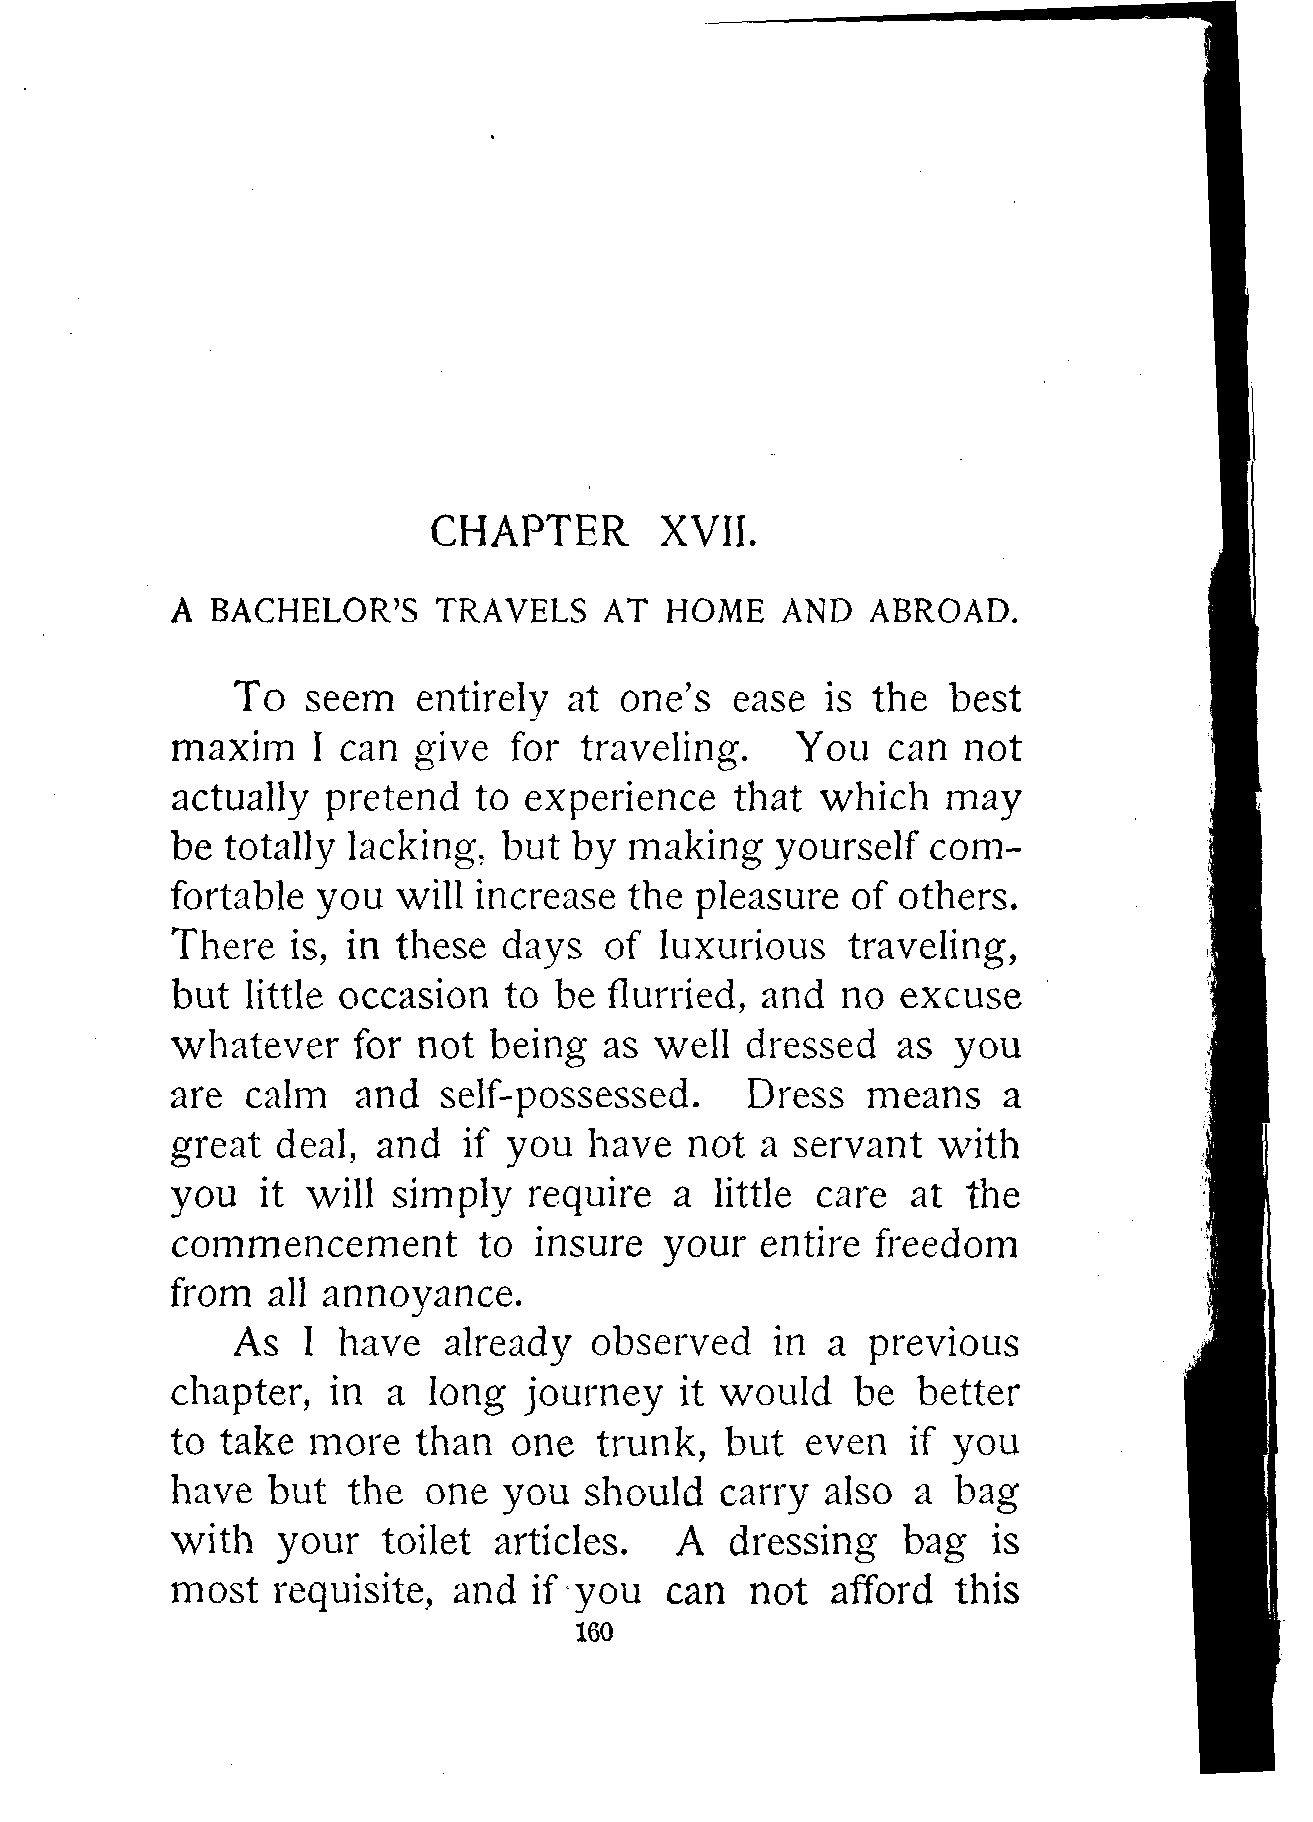 CHAPTER XVII.
A BACHELOR'S TRAVELS AT HOME AND ABROAD.
To seem entirely at one's ease is the best
maxim I can give for traveling. You can not
actually pretend to experience that which may
be totally lacking, but by making yourself com-
fortable you will increase the pleasure of others.
There is, in these days of luxurious traveling,
but little occasion to be flurried, and no excuse
whatever for not being as well dressed as you
are calm and self-possessed. Dress means a
great deal, and if you have not a servant with
you it will simply require a little care at the
commencement to insure your entire freedom
from all annoyance.
As I have already observed in a previous
chapter, in a long journey it would be better
to take more than one trunk, but even if you
have but the one you should carry also a bag
with your toilet articles. A dressing bag is
most requisite, and if you can not afford this
160